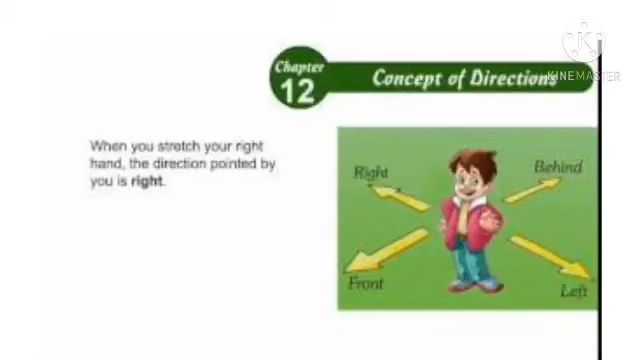 Chapter
12
Concept of Directions
KINEMASTER
When you stretch your right
hand, the direction pointed by
you is right.
Right
Behind
Front
Left